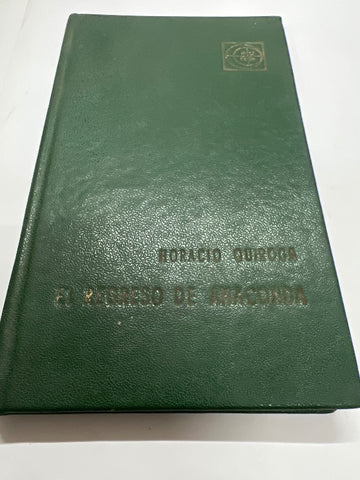 HORACIO QUIROGA
El REGRESO DE ANACONDA